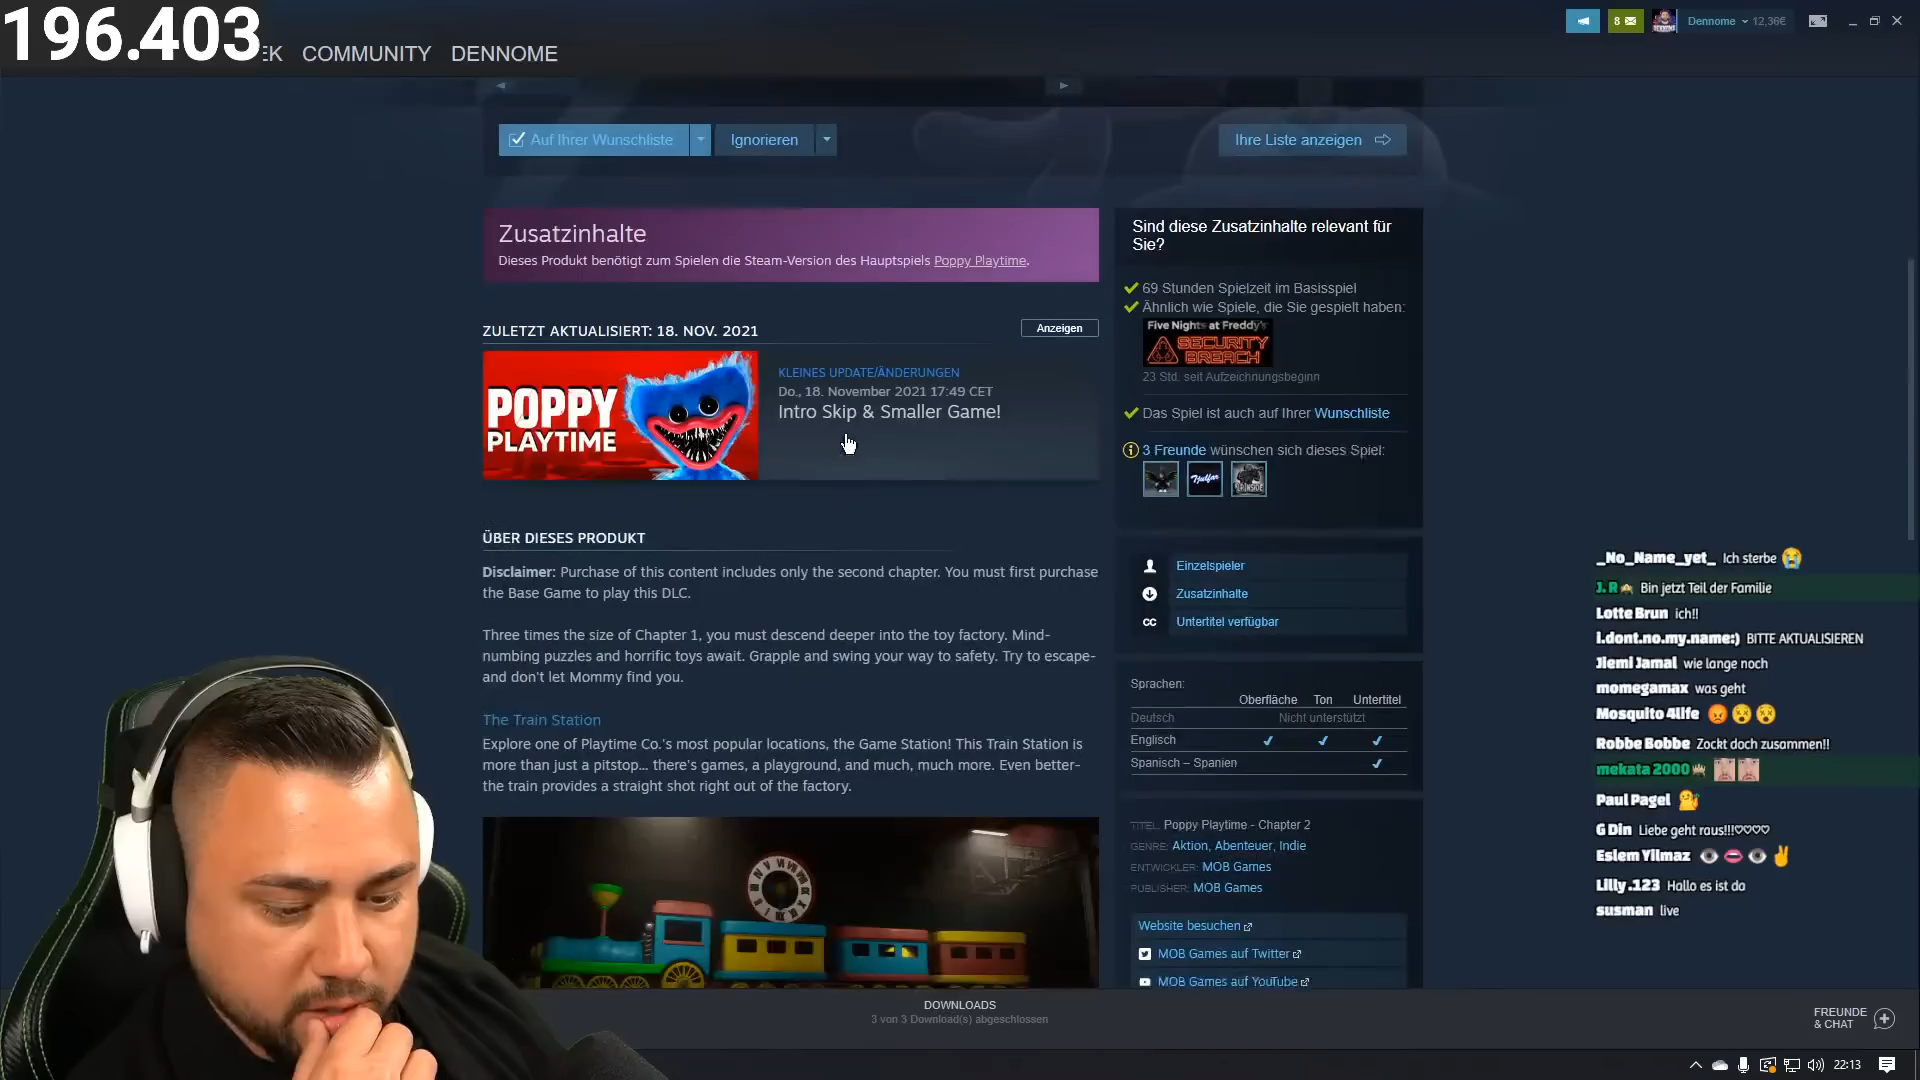 196.403
EK COMMUNITY DENNOME
8
Dennome 12,36€
Auf Ihrer Wunschliste
Ignorieren
Ihre Liste anzeigen
Zusatzinhalte
Dieses Produkt benötigt zum Spielen die Steam-Version des Hauptspiels Poppy Playtime.
ZULETZT AKTUALISIERT: 18. NOV. 2021
Anzeigen
POPPY
PLAYTIME
KLEINES UPDATE/ÄNDERUNGEN
Do., 18. November 2021 17:49 CET
Intro Skip & Smaller Game!
ÜBER DIESES PRODUKT
Disclaimer: Purchase of this content includes only the second chapter. You must first purchase
the Base Game to play this DLC.
Three times the size of Chapter 1, you must descend deeper into the toy factory. Mind-
numbing puzzles and horrific toys await. Grapple and swing your way to safety. Try to escape-
and don't let Mommy find you.
The Train Station
Explore one of Playtime Co.'s most popular locations, the Game Station! This Train Station is
more than just a pitstop... there's games, a playground, and much, much more. Even better-
the train provides a straight shot right out of the factory.
Sind diese Zusatzinhalte relevant für
Sie?
69 Stunden Spielzeit im Basisspiel
Ähnlich wie Spiele, die Sie gespielt haben:
Five Nights at Freddy's
SECURITY
BREACH
23 Std. seit Aufzeichnungsbeginn
Das Spiel ist auch auf Ihrer Wunschliste
3 Freunde wünschen sich dieses Spiel:
Einzelspieler
Zusatzinhalte
CC Untertitel verfügbar
Sprachen:
Oberfläche Ton Untertitel
Deutsch Nicht unterstützt
Englisch ✔ ✔ ✔
Spanisch – Spanien ✔
TITEL: Poppy Playtime - Chapter 2
GENRE: Aktion, Abenteuer, Indie
ENTWICKLER: MOB Games
PUBLISHER: MOB Games
Website besuchen
MOB Games auf Twitter
MOB Games auf YouTube
_No_Name_yet_ Ich sterbe 😭
J. R Bin jetzt Teil der Familie
Lotte Brun ich!!
i.dont.no.my.name:) BITTE AKTUALISIEREN
Jiemi Jamal wie lange noch
momegamax was geht
Mosquito 4life 😡😵😵
Robbe Bobbe Zockt doch zusammen!!
mekata 2000
Paul Pagel
G Din Liebe geht raus!!!♡♡♡♡
Eslem Yilmaz 👁👄👁✌
Lilly .123 Hallo es ist da
susman live
DOWNLOADS
3 von 3 Download(s) abgeschlossen
FREUNDE
& CHAT
22:13